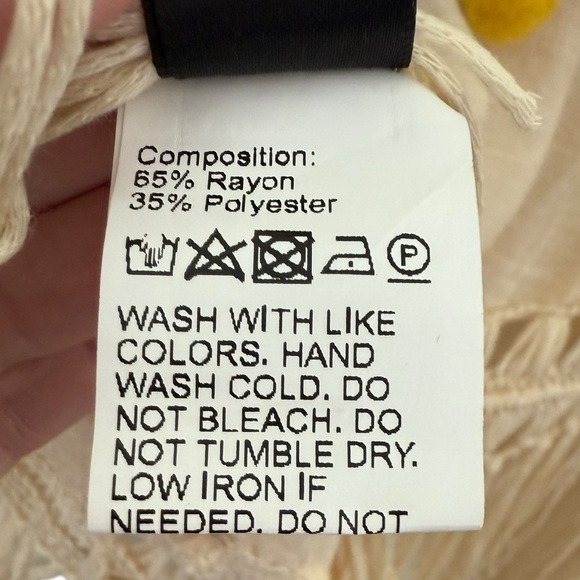 Composition:
65% Rayon
35% Polyester
P
WASH WITH LIKE
COLORS. HAND
WASH COLD. DO
NOT BLEACH. DO
NOT TUMBLE DRY.
LOW IRON IF
NEEDED. DO NOT